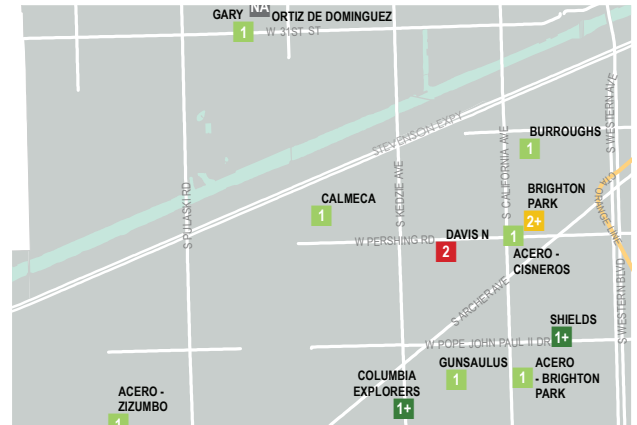 NA
GARY
ORTIZ DE DOMINGUEZ
1
W 31ST ST
S WESTERN AVE
STEVENSON EXPY
BURROUGHS
1
S KEDZIE AVE
S CALIFORNIA AVE
CTA ORANGE LINE
S PULASKI RD
CALMECA
1
BRIGHTON
PARK
2+
W PERSHING RD
DAVIS N
2
1
ACERO -
CISNEROS
S WESTERN BLVD
S ARCHER AVE
SHIELDS
1+
W POPE JOHN PAUL II DR
GUNSAULUS
1
ACERO
- BRIGHTON
PARK
1
COLUMBIA
EXPLORERS
1+
ACERO -
ZIZUMBO
1